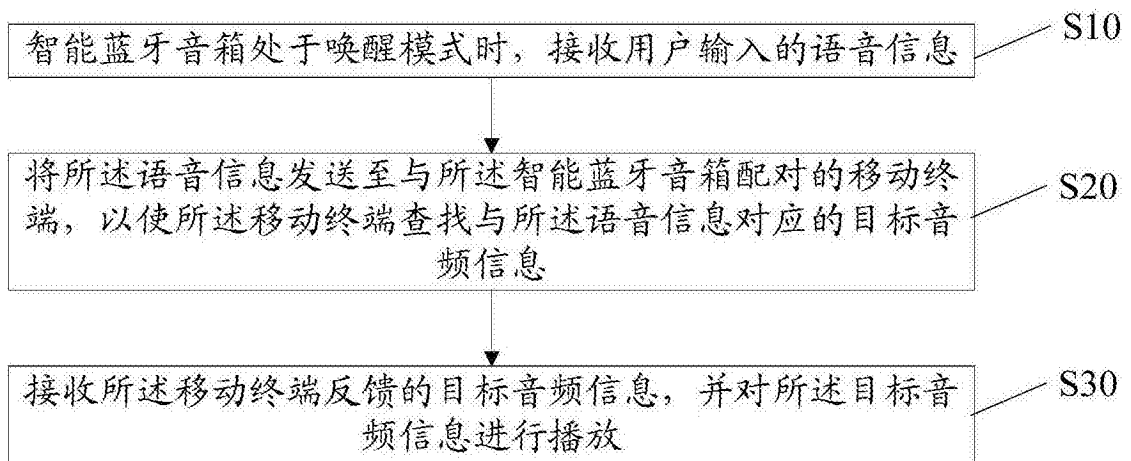 智能蓝牙音箱处于唤醒模式时，接收用户输入的语音信息
S10
将所述语音信息发送至与所述智能蓝牙音箱配对的移动终
端，以使所述移动终端查找与所述语音信息对应的目标音
频信息
S20
接收所述移动终端反馈的目标音频信息，并对所述目标音
频信息进行播放
S30